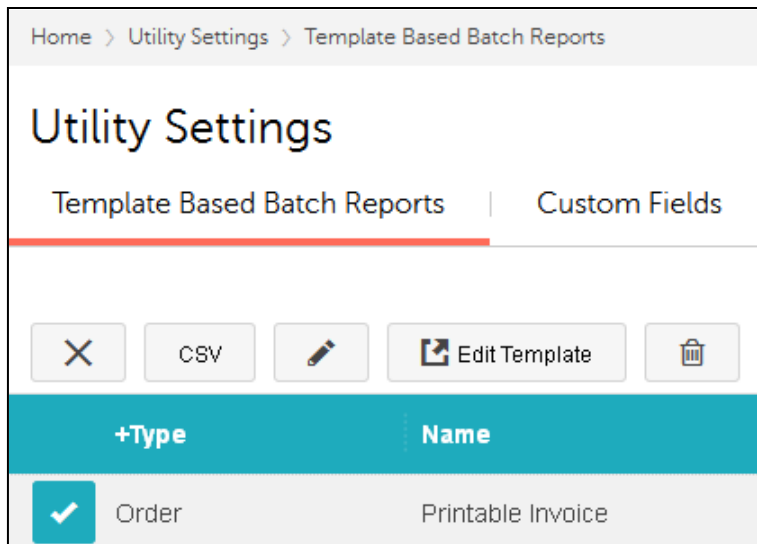 Home > Utility Settings > Template Based Batch Reports
Utility Settings
Template Based Batch Reports | Custom Fields
CSV Edit Template
+Type Name
Order Printable Invoice